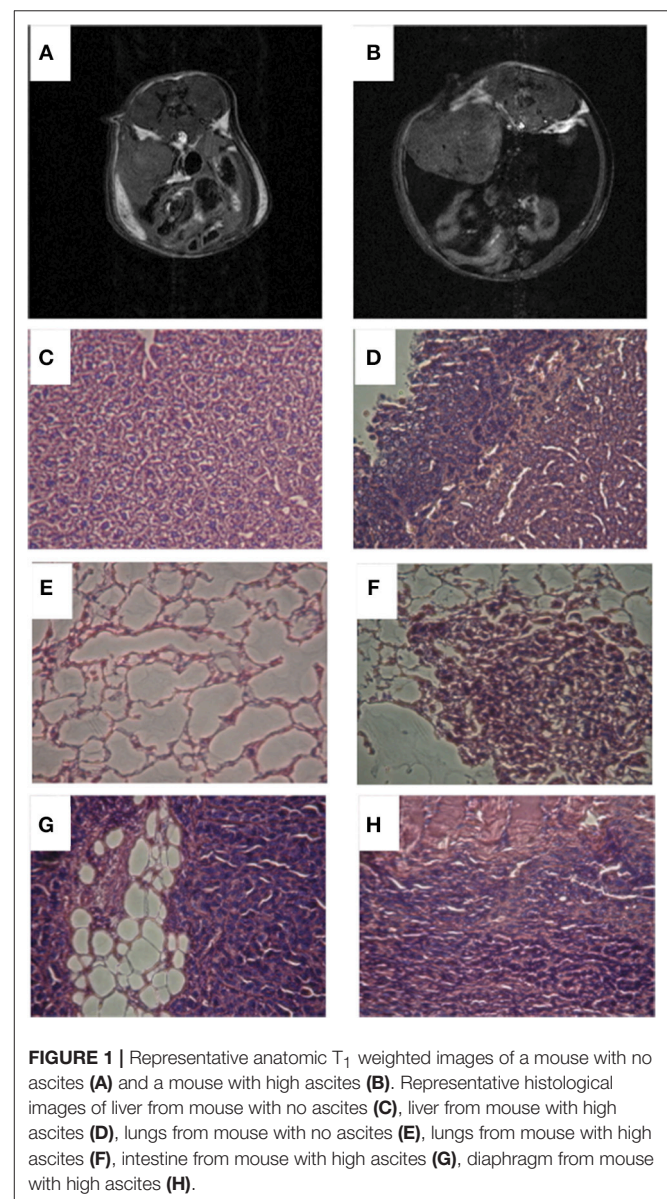 A
B
C
D
E
F
G
H
FIGURE 1 | Representative anatomic T1 weighted images of a mouse with no
ascites (A) and a mouse with high ascites (B). Representative histological
images of liver from mouse with no ascites (C), liver from mouse with high
ascites (D), lungs from mouse with no ascites (E), lungs from mouse with high
ascites (F), intestine from mouse with high ascites (G), diaphragm from mouse
with high ascites (H).